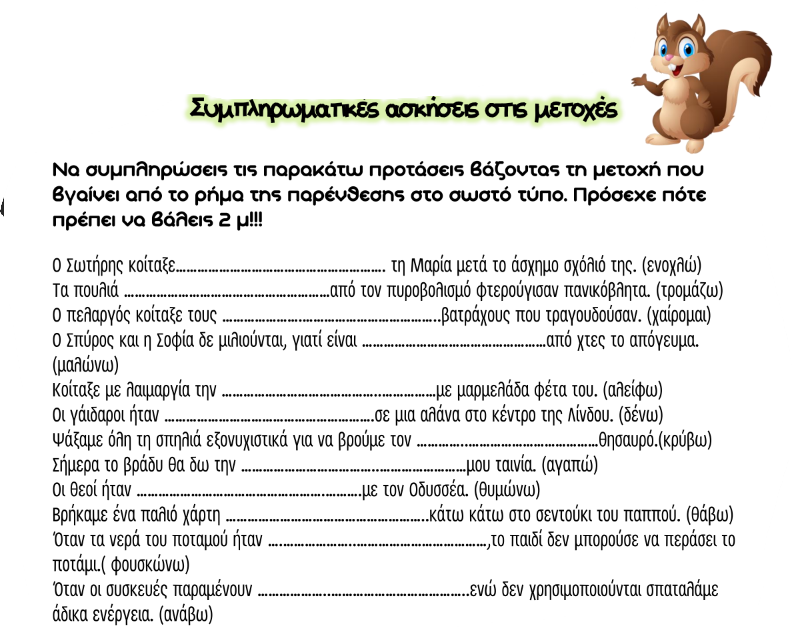 Συμπληρωματικές ασκήσεις στις μετοχές
Να συμπληρώσεις τις παρακάτω προτάσεις βάζοντας τη μετοχή που
βγαίνει από το ρήμα της παρένθεσης στο σωστό τύπο. Πρόσεχε πότε
πρέπει να βάλεις 2 μ!!!
Ο Σωτήρης κοίταξε…………………………………………………. τη Μαρία μετά το άσχημο σχόλιό της. (ενοχλώ)
Τα πουλιά …………………………………………………από τον πυροβολισμό φτερούγισαν πανικόβλητα. (τρομάζω)
Ο πελαργός κοίταξε τους ……………………………………………………..βατράχους που τραγουδούσαν. (χαίρομαι)
Ο Σπύρος και η Σοφία δε μιλιούνται, γιατί είναι ……………………………………………από χτες το απόγευμα.
(μαλώνω)
Κοίταξε με λαιμαργία την ……………………………………..……………με μαρμελάδα φέτα του. (αλείφω)
Οι γάιδαροι ήταν ………………………………………………….σε μια αλάνα στο κέντρο της Λίνδου. (δένω)
Ψάξαμε όλη τη σπηλιά εξονυχιστικά για να βρούμε τον …………..………………………………θησαυρό.(κρύβω)
Σήμερα το βράδυ θα δω την ………………………………..……………………μου ταινία. (αγαπώ)
Οι θεοί ήταν …………………………………………….……….με τον Οδυσσέα. (θυμώνω)
Βρήκαμε ένα παλιό χάρτη ………………………………………………..κάτω κάτω στο σεντούκι του παππού. (θάβω)
Όταν τα νερά του ποταμού ήταν ………………..………………………………,το παιδί δεν μπορούσε να περάσει το
ποτάμι.( φουσκώνω)
Όταν οι συσκευές παραμένουν ………………..………………………………..ενώ δεν χρησιμοποιούνται σπαταλάμε
άδικα ενέργεια. (ανάβω)